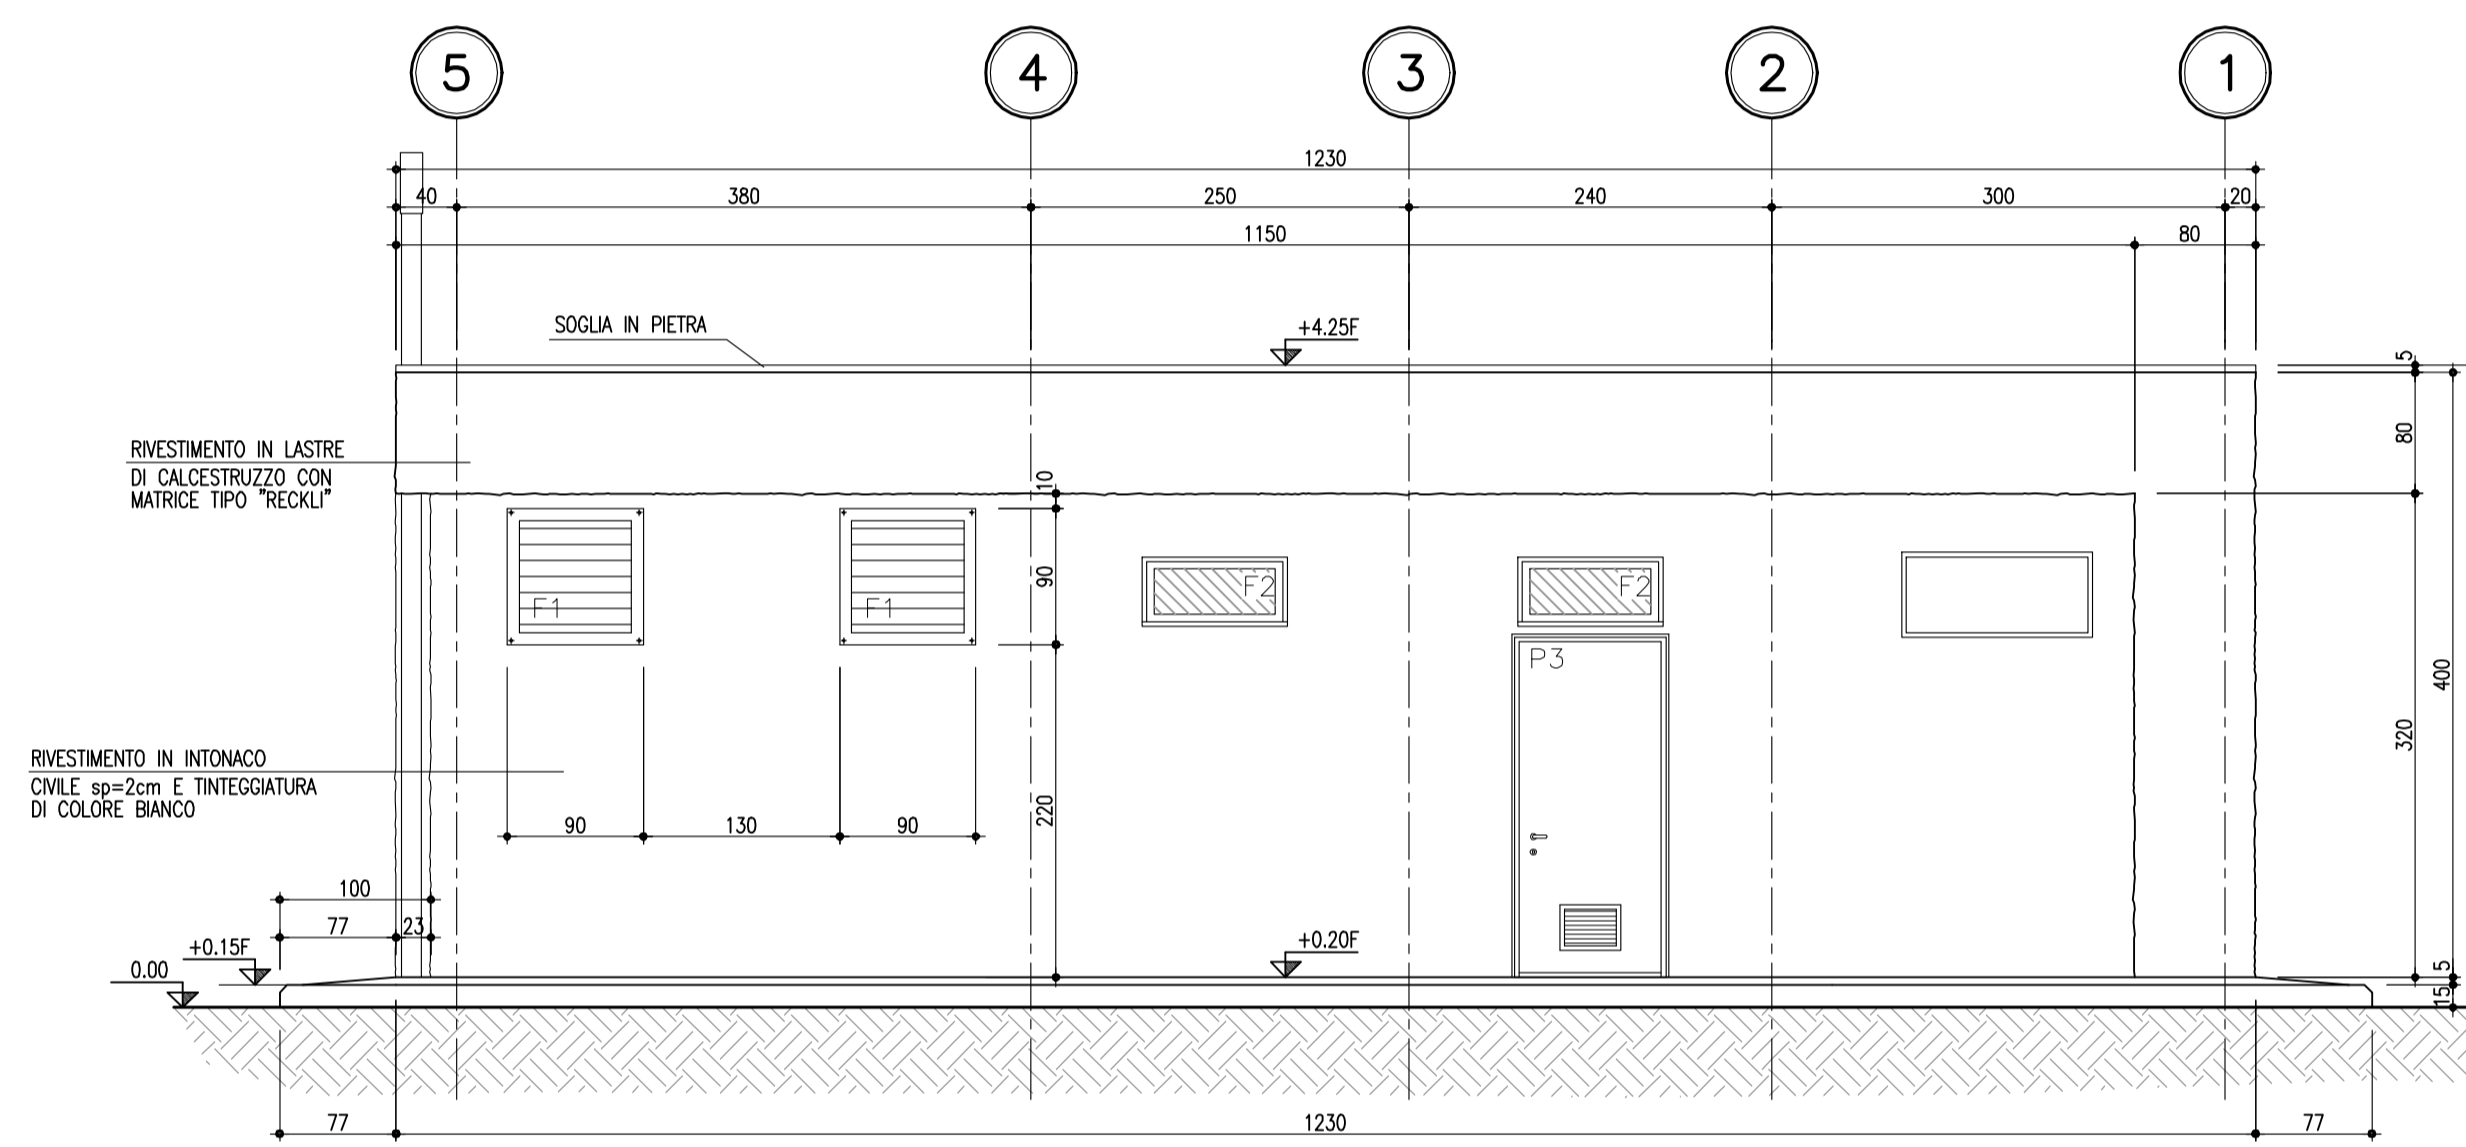 5 4 3 2 1
1230
40 380 250 240 300 20
1150 80
SOGLIA IN PIETRA
+4.25F
5
80
RIVESTIMENTO IN LASTRE
DI CALCESTRUZZO CON
MATRICE TIPO "RECKLI"
10
90
F1 F1 F2 F2
P3
400
320
RIVESTIMENTO IN INTONACO
CIVILE sp=2cm E TINTEGGIATURA
DI COLORE BIANCO
220
90 130 90
100
77 23
+0.15F
0.00
+0.20F
5
15
77 1230 77